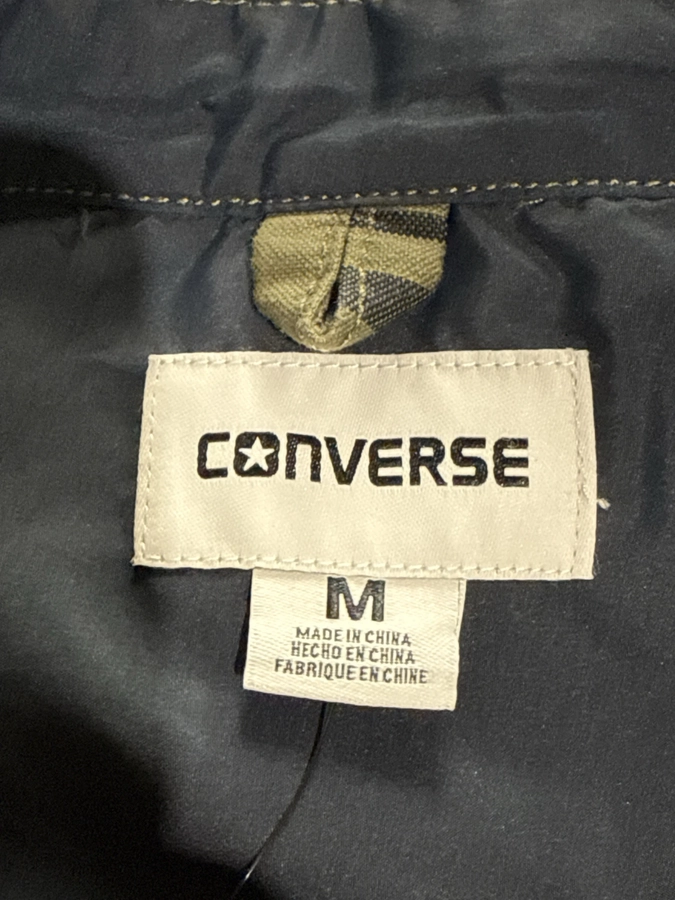 CONVERSE
M
MADE IN CHINA
HECHO EN CHINA
FABRIQUE EN CHINE